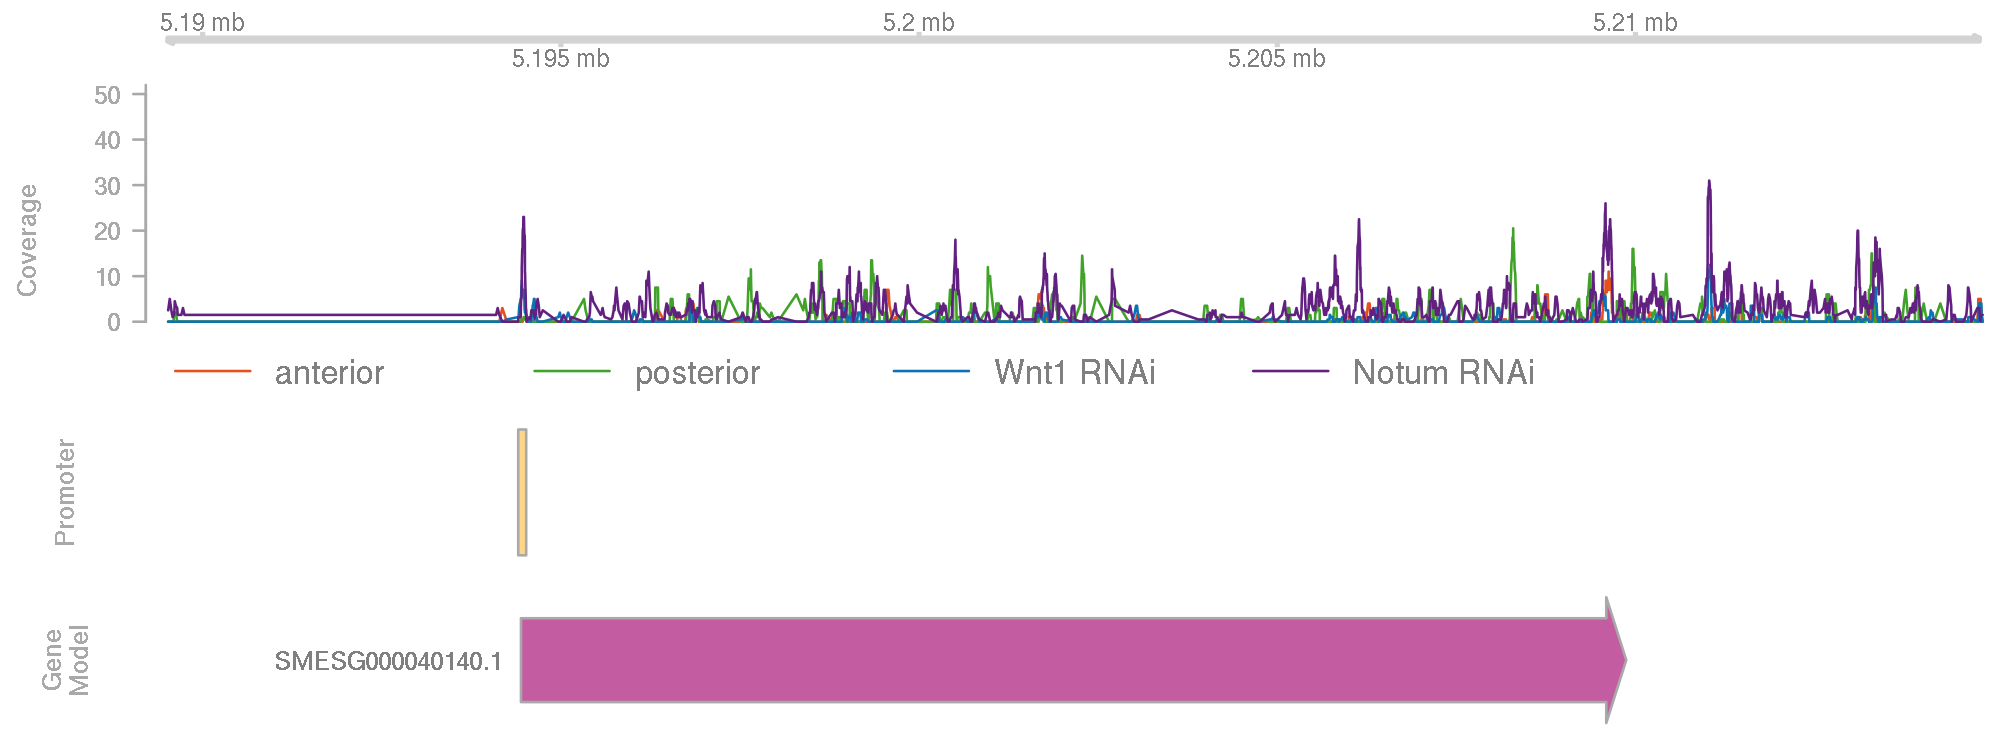 5.19 mb
5.2 mb
5.21 mb
5.195 mb
5.205 mb
50
40
30
20
10
0
Coverage
anterior
posterior
Wnt1 RNAi
Notum RNAi
Promoter
Gene
Model
SMESG000040140.1